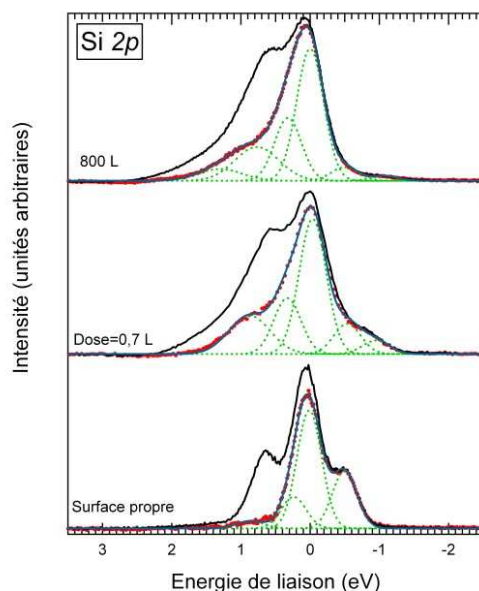 Si 2p
800 L
Dose=0,7 L
Surface propre
Intensité (unités arbitraires)
3 2 1 0 -1 -2
Energie de liaison (eV)